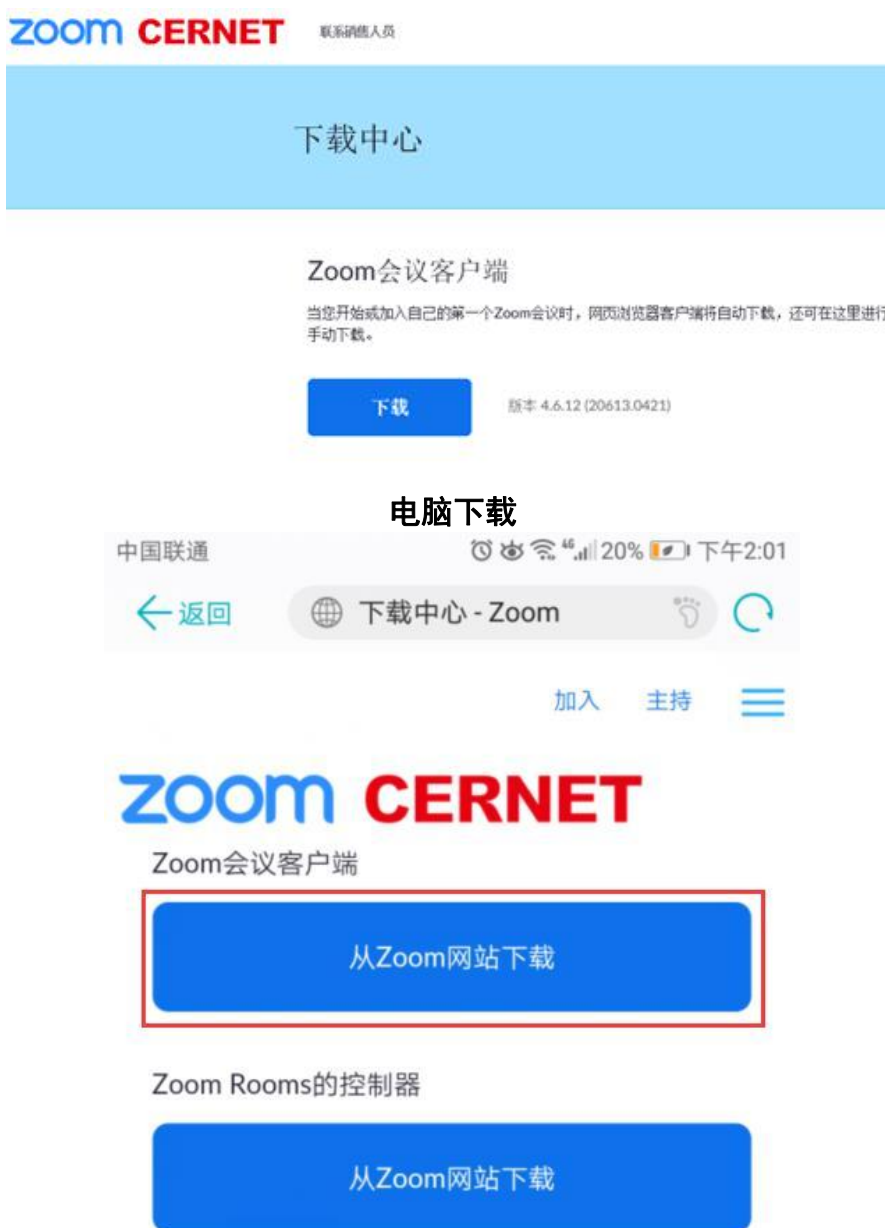 zoom CERNET 联系销售人员
下载中心
Zoom会议客户端
当您开始或加入自己的第一个Zoom会议时，网页浏览器客户端将自动下载，还可在这里进行
手动下载。
下载 版本 4.6.12 (20613.0421)
电脑下载
中国联通 4G 20% 下午2:01
返回 下载中心 - Zoom
加入 主持
zoom CERNET
Zoom会议客户端
从Zoom网站下载
Zoom Rooms的控制器
从Zoom网站下载